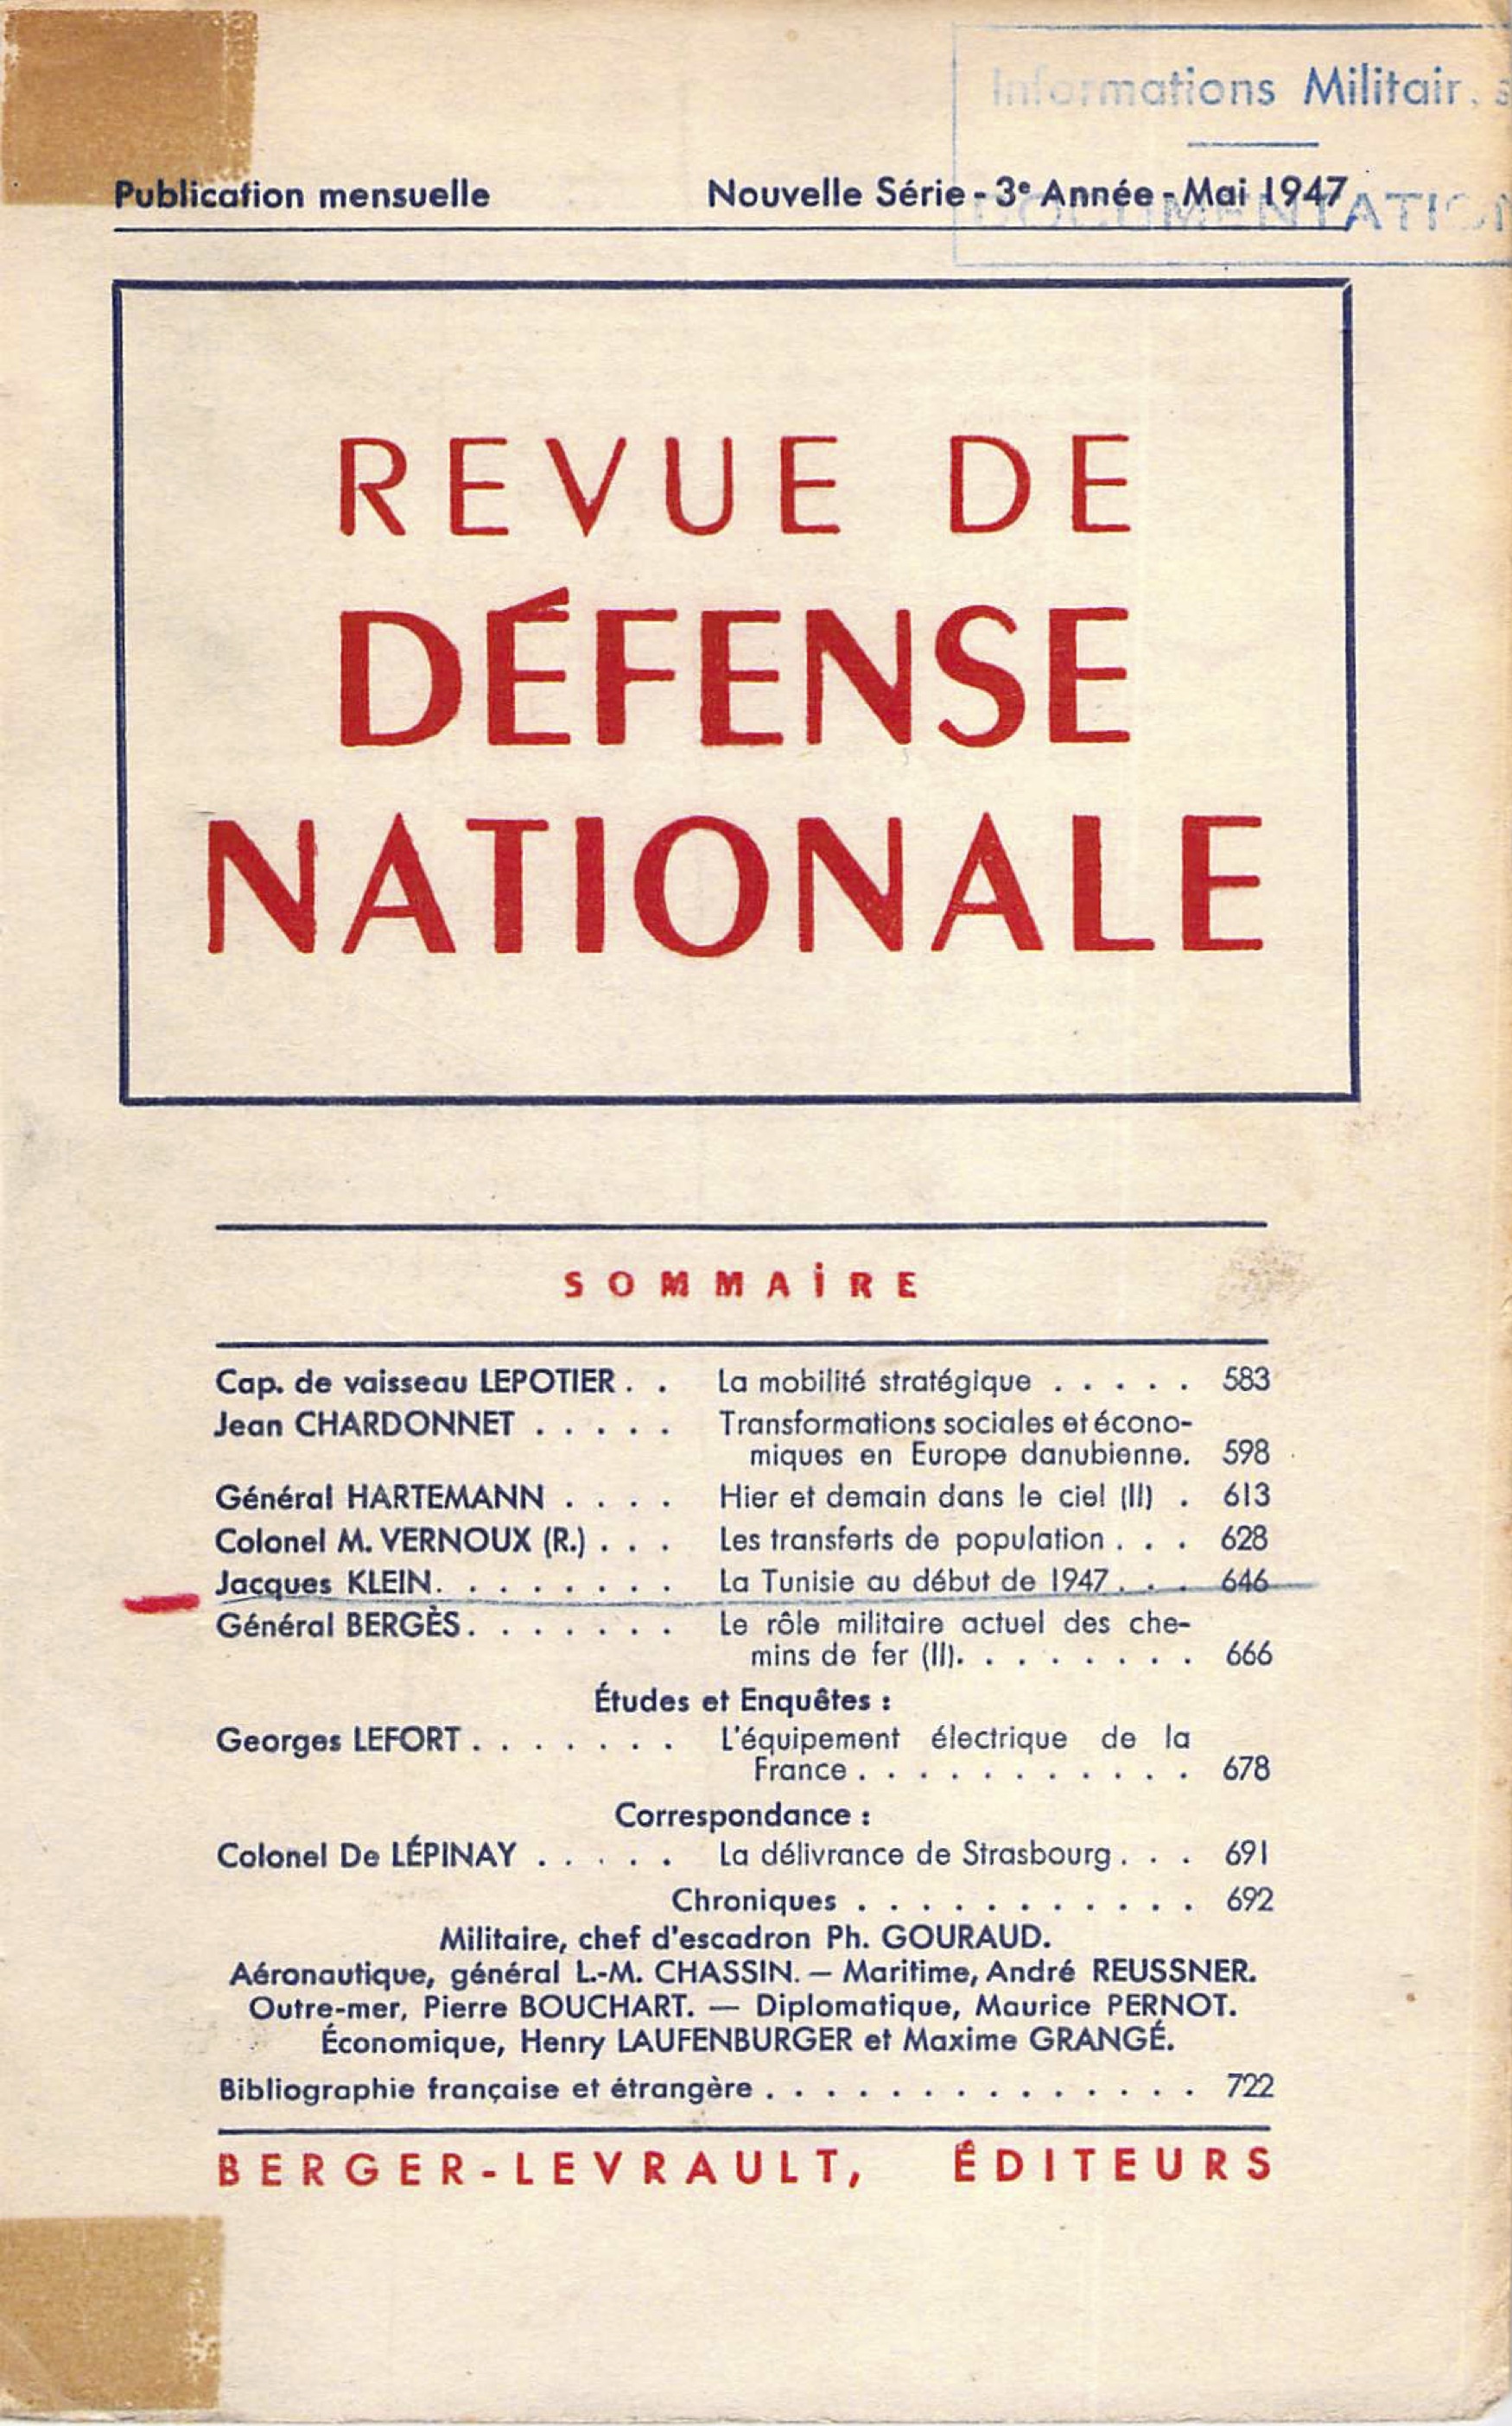 Informations Militair.s
Publication mensuelle Nouvelle Série - 3e Année - Mai 1947
DOCUMENTATION
REVUE DE
DÉFENSE
NATIONALE
SOMMAiRE
Cap. de vaisseau LEPOTIER . . La mobilité stratégique . . . . . 583
Jean CHARDONNET . . . . . Transformations sociales et écono-
miques en Europe danubienne. 598
Général HARTEMANN . . . . Hier et demain dans le ciel (II) . 613
Colonel M. VERNOUX (R.) . . . Les transferts de population . . . 628
Jacques KLEIN. . . . . . . . La Tunisie au début de 1947. . . 646
Général BERGÈS. . . . . . . Le rôle militaire actuel des che-
mins de fer (II). . . . . . . . 666
Études et Enquêtes :
Georges LEFORT . . . . . . . L'équipement électrique de la
France . . . . . . . . . . . 678
Correspondance :
Colonel De LÉPINAY . . . . . La délivrance de Strasbourg. . . 691
Chroniques . . . . . . . . . . . 692
Militaire, chef d'escadron Ph. GOURAUD.
Aéronautique, général L.-M. CHASSIN. — Maritime, André REUSSNER.
Outre-mer, Pierre BOUCHART. — Diplomatique, Maurice PERNOT.
Économique, Henry LAUFENBURGER et Maxime GRANGÉ.
Bibliographie française et étrangère . . . . . . . . . . . . . . 722
BERGER-LEVRAULT, ÉDITEURS